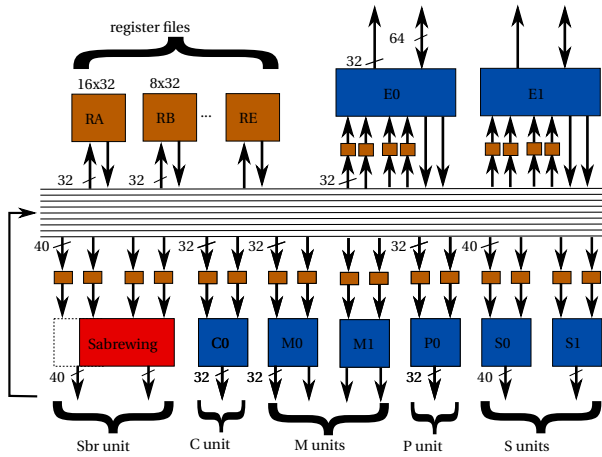 register files
64
32
16x32
8x32
E0
E1
RA
RB
...
RE
32
32
32
40
32
32
32
40
Sabrewing
C0
M0
M1
P0
S0
S1
40
32
32
32
40
Sbr unit
C unit
M units
P unit
S units